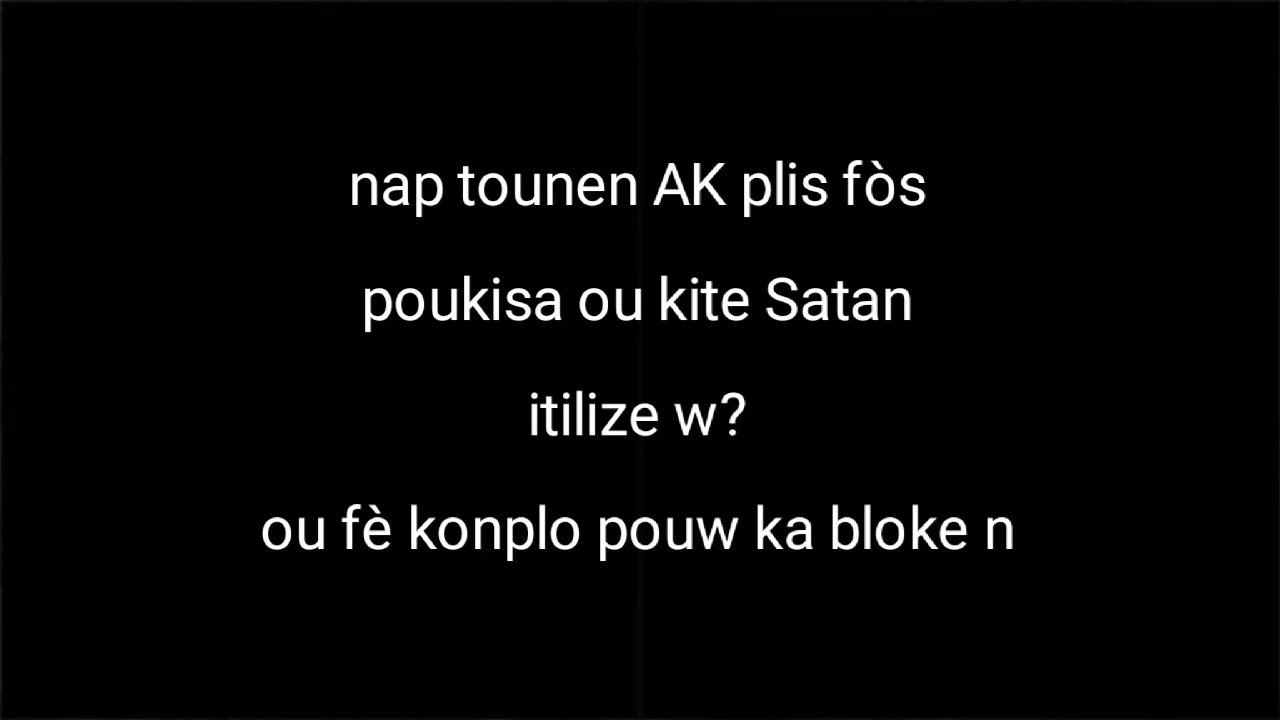 nap tounen AK plis fòs
poukisa ou kite Satan
itilize w?
ou fè konplo pouw ka bloke n